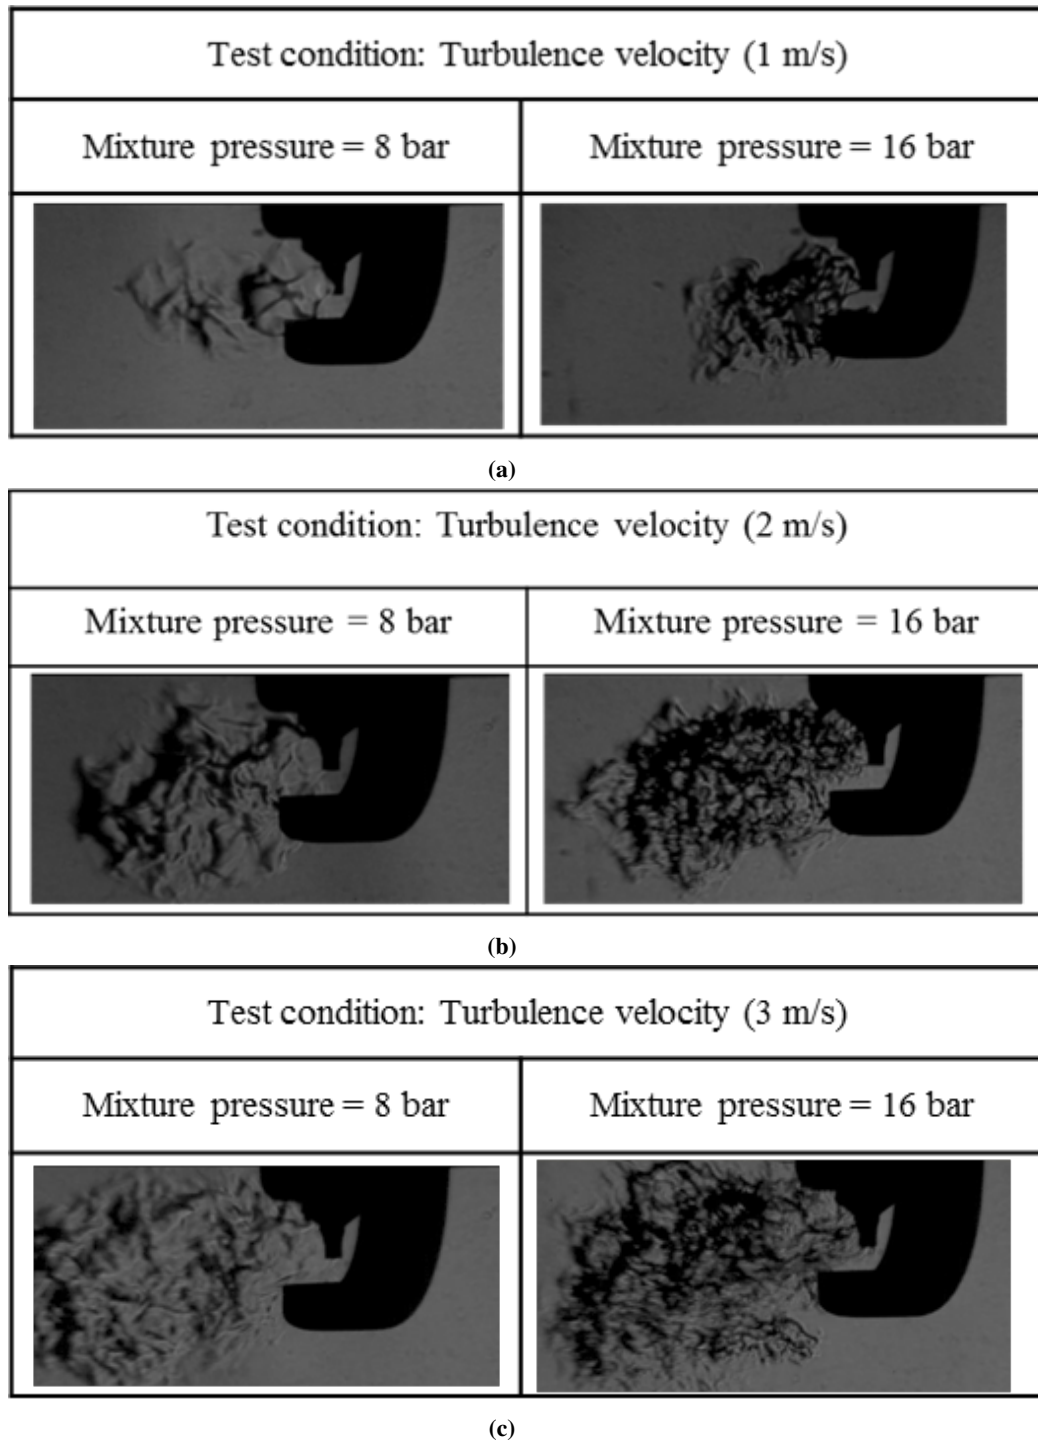 Test condition: Turbulence velocity (1 m/s)
Mixture pressure = 8 bar
Mixture pressure = 16 bar
(a)
Test condition: Turbulence velocity (2 m/s)
Mixture pressure = 8 bar
Mixture pressure = 16 bar
(b)
Test condition: Turbulence velocity (3 m/s)
Mixture pressure = 8 bar
Mixture pressure = 16 bar
(c)